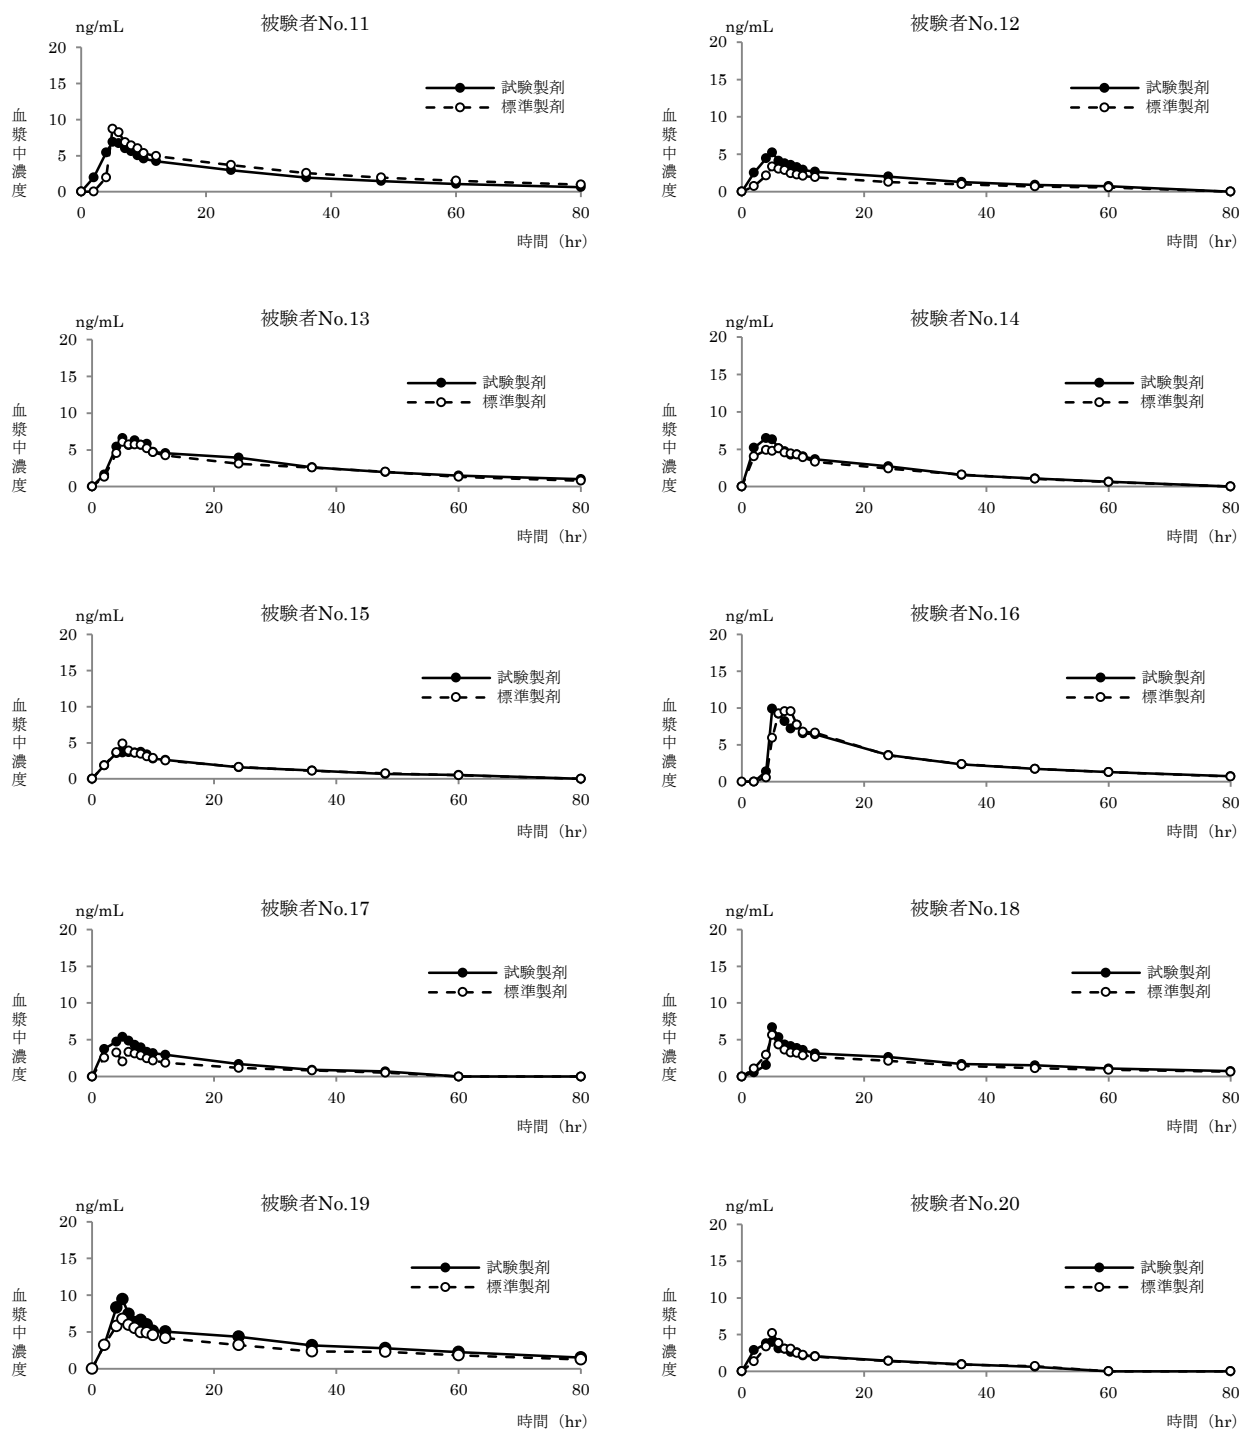 ng/mL
被験者No.11
20
15
10
5
0
0 20 40 60 80
血漿中濃度
時間（hr）
試験製剤
標準製剤
ng/mL
被験者No.12
20
15
10
5
0
0 20 40 60 80
血漿中濃度
時間（hr）
試験製剤
標準製剤
ng/mL
被験者No.13
20
15
10
5
0
0 20 40 60 80
血漿中濃度
時間（hr）
試験製剤
標準製剤
ng/mL
被験者No.14
20
15
10
5
0
0 20 40 60 80
血漿中濃度
時間（hr）
試験製剤
標準製剤
ng/mL
被験者No.15
20
15
10
5
0
0 20 40 60 80
血漿中濃度
時間（hr）
試験製剤
標準製剤
ng/mL
被験者No.16
20
15
10
5
0
0 20 40 60 80
血漿中濃度
時間（hr）
試験製剤
標準製剤
ng/mL
被験者No.17
20
15
10
5
0
0 20 40 60 80
血漿中濃度
時間（hr）
試験製剤
標準製剤
ng/mL
被験者No.18
20
15
10
5
0
0 20 40 60 80
血漿中濃度
時間（hr）
試験製剤
標準製剤
ng/mL
被験者No.19
20
15
10
5
0
0 20 40 60 80
血漿中濃度
時間（hr）
試験製剤
標準製剤
ng/mL
被験者No.20
20
15
10
5
0
0 20 40 60 80
血漿中濃度
時間（hr）
試験製剤
標準製剤